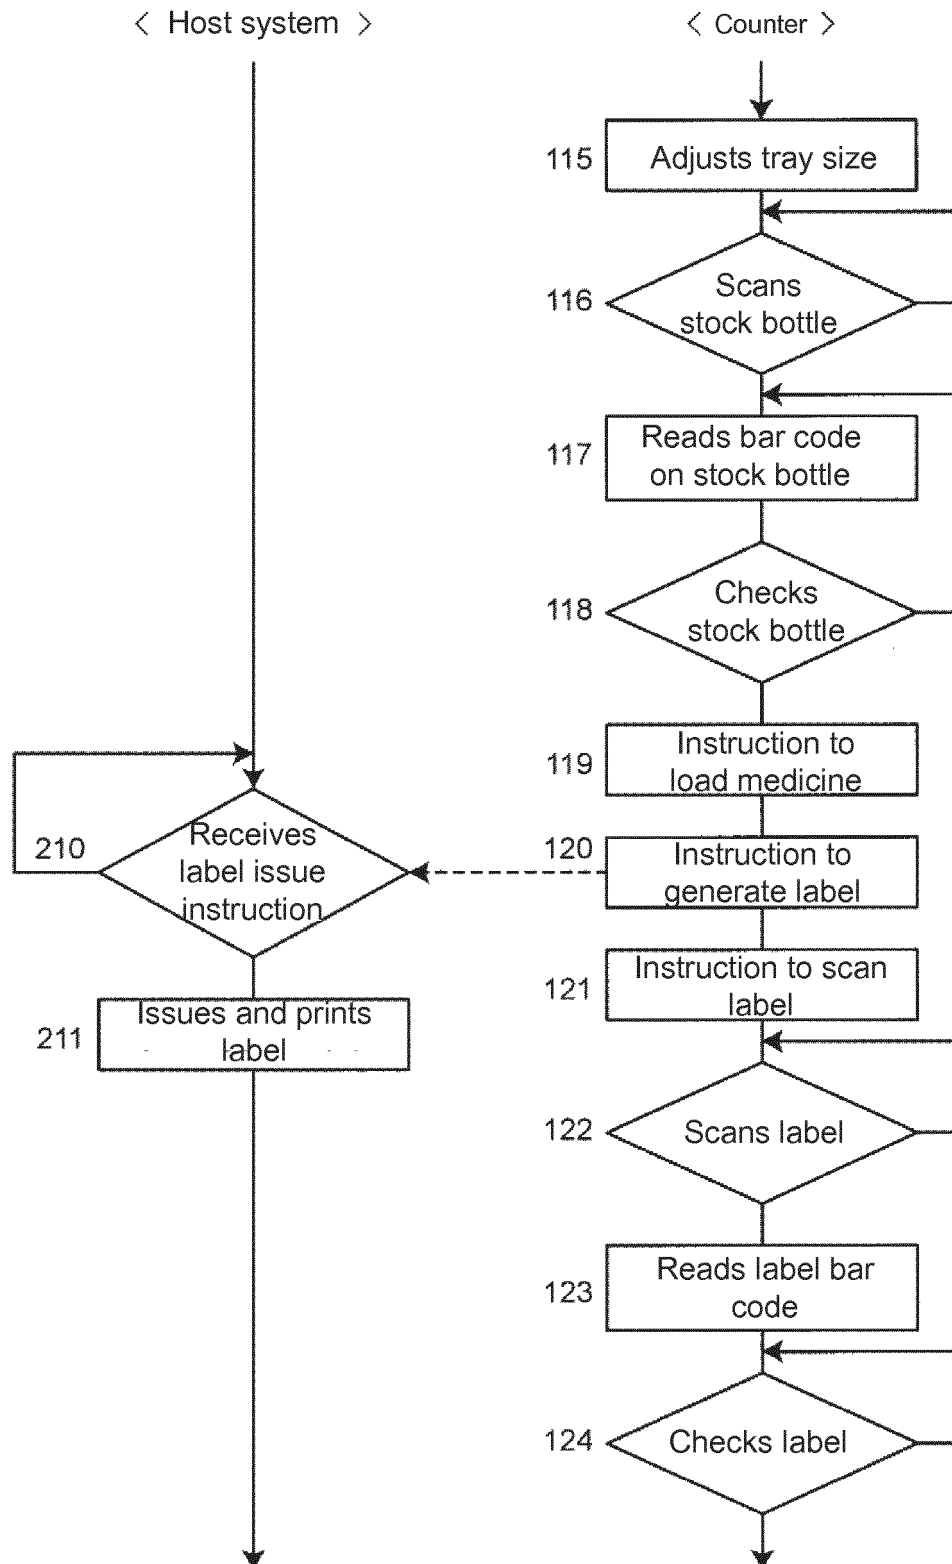 < Host system >
< Counter >
115
Adjusts tray size
116
Scans
stock bottle
117
Reads bar code
on stock bottle
118
Checks
stock bottle
119
Instruction to
load medicine
210
Receives
label issue
instruction
120
Instruction to
generate label
121
Instruction to scan
label
211
Issues and prints
label
122
Scans label
123
Reads label bar
code
124
Checks label